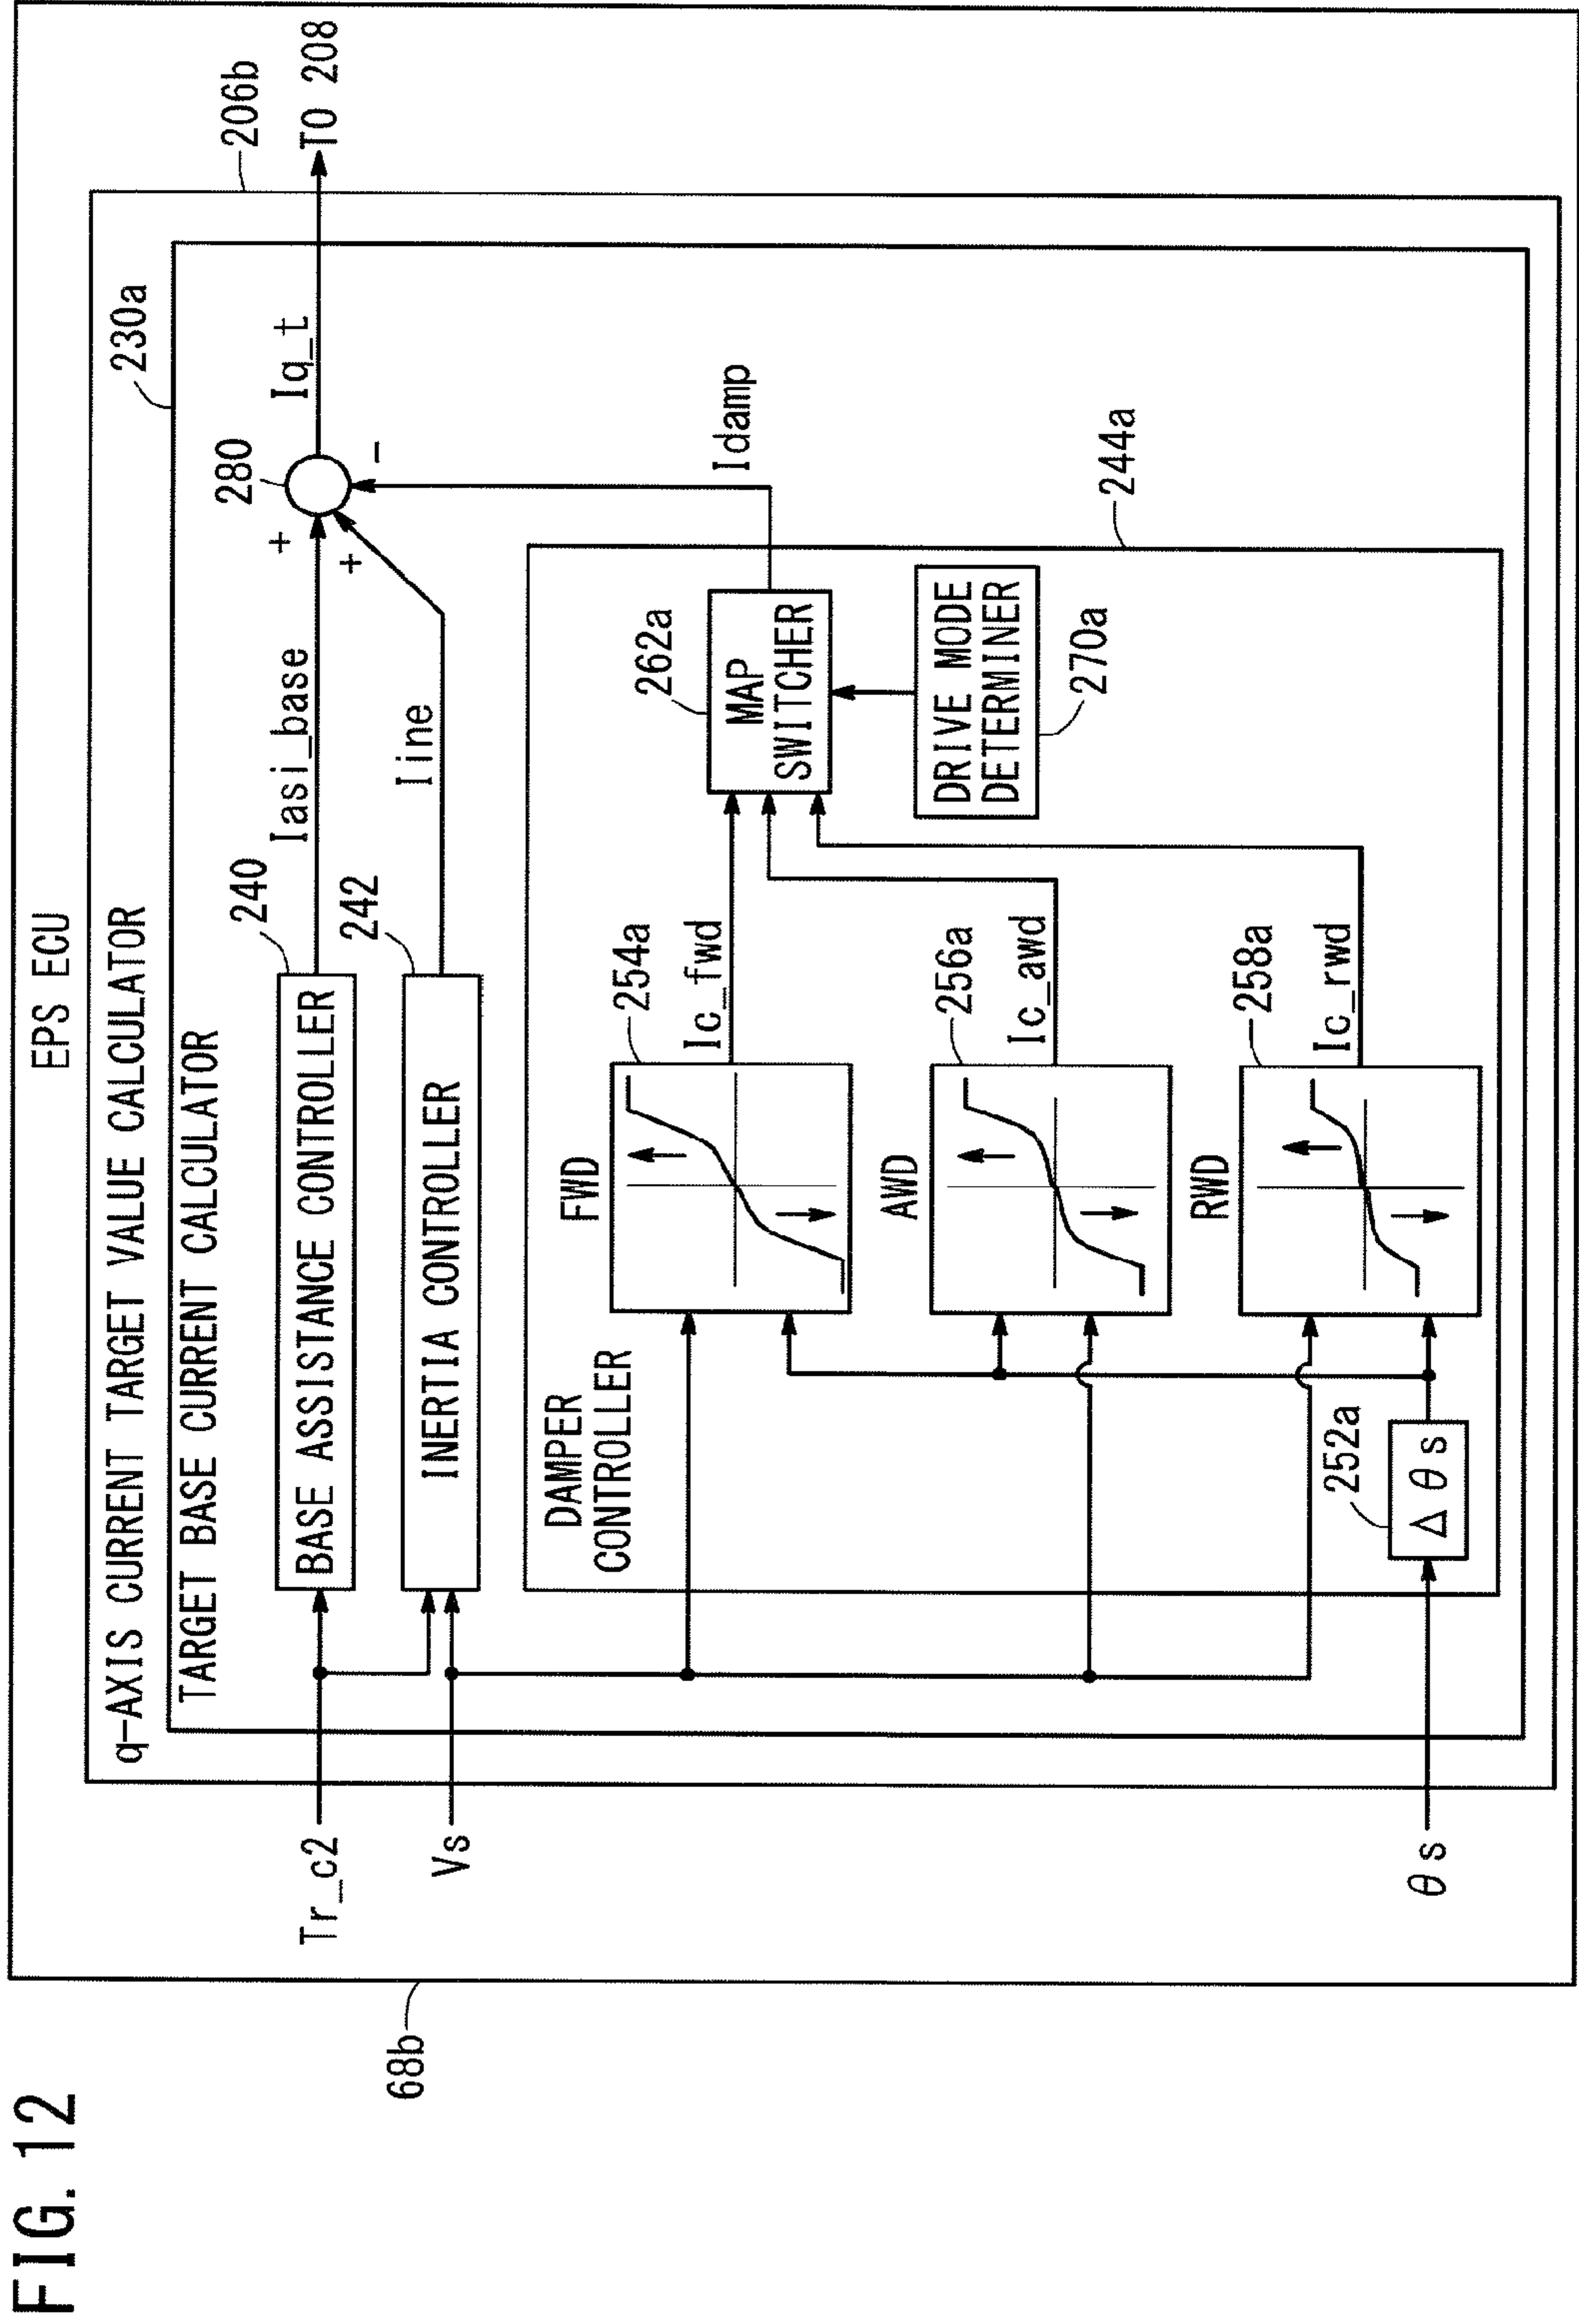 FIG. 12
68b
EPS ECU
206b
q-AXIS CURRENT TARGET VALUE CALCULATOR
230a
TARGET BASE CURRENT CALCULATOR
Tr_c2
Vs
θs
240
BASE ASSISTANCE CONTROLLER
Iasi_base
242
INERTIA CONTROLLER
Iine
280
+
+
-
Iq_t
TO 208
Idamp
244a
DAMPER
CONTROLLER
252a
Δθs
FWD
254a
Ic_fwd
AWD
256a
Ic_awd
RWD
258a
Ic_rwd
262a
MAP
SWITCHER
DRIVE MODE
DETERMINER
270a